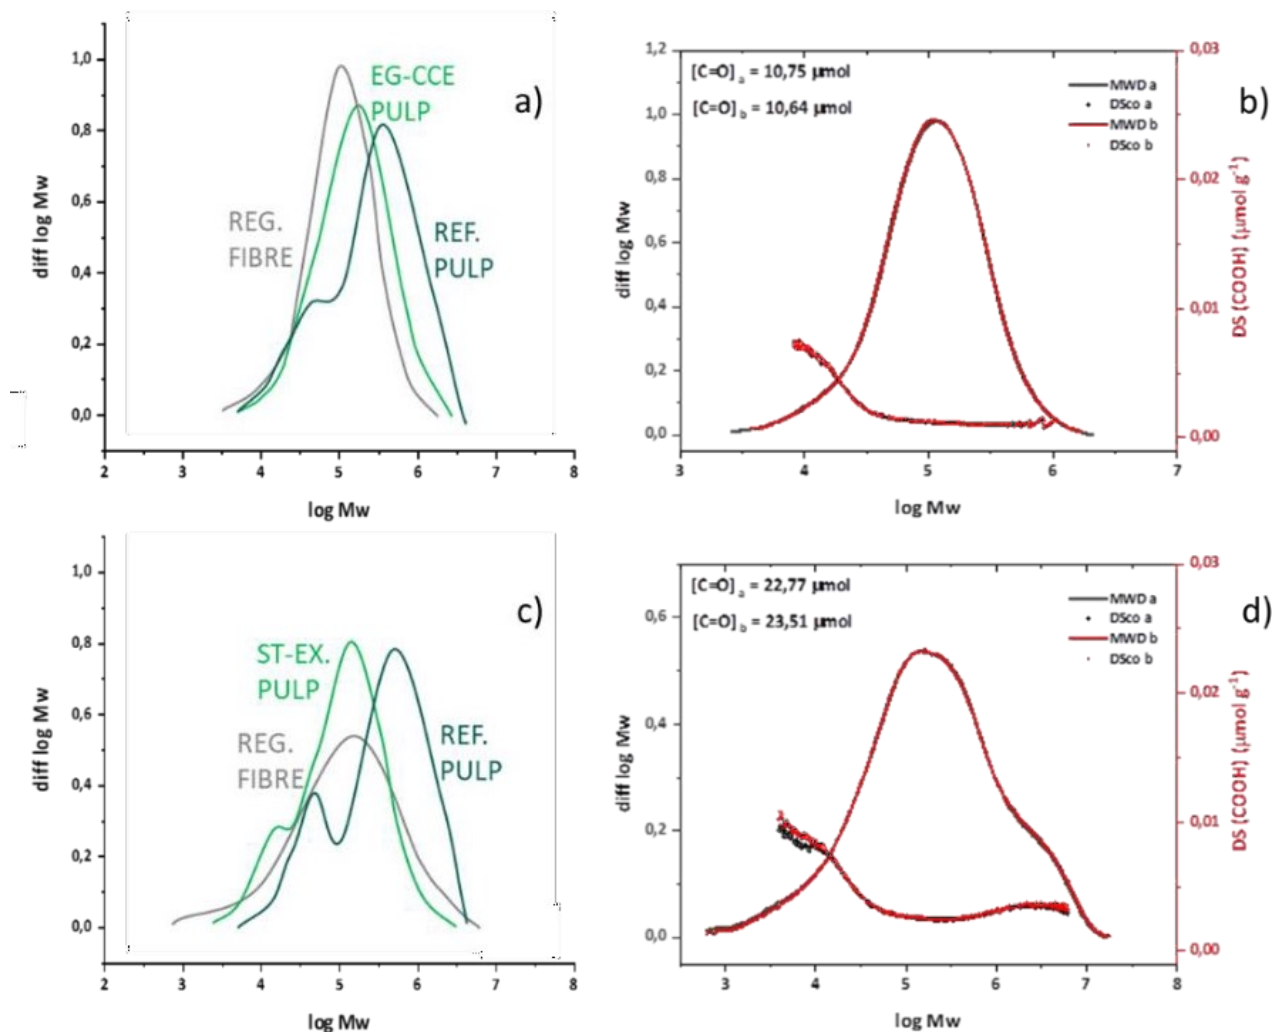 a)
1,0
0,8
0,6
0,4
0,2
0,0
diff log Mw
EG-CCE
PULP
REG.
FIBRE
REF.
PULP
2 3 4 5 6 7 8
log Mw
b)
[C=O] a = 10,75 µmol
[C=O] b = 10,64 µmol
MWD a
DSco a
MWD b
DSco b
1,2
1,0
0,8
0,6
0,4
0,2
0,0
diff log Mw
0,03
0,02
0,01
0,00
DS (COOH) (µmol g-1)
3 4 5 6 7
log Mw
c)
1,0
0,8
0,6
0,4
0,2
0,0
diff log Mw
ST-EX.
PULP
REG.
FIBRE
REF.
PULP
2 3 4 5 6 7 8
log Mw
d)
[C=O] a = 22,77 µmol
[C=O] b = 23,51 µmol
MWD a
DSco a
MWD b
DSco b
0,6
0,4
0,2
0,0
diff log Mw
0,03
0,02
0,01
0,00
DS (COOH) (µmol g-1)
3 4 5 6 7 8
log Mw